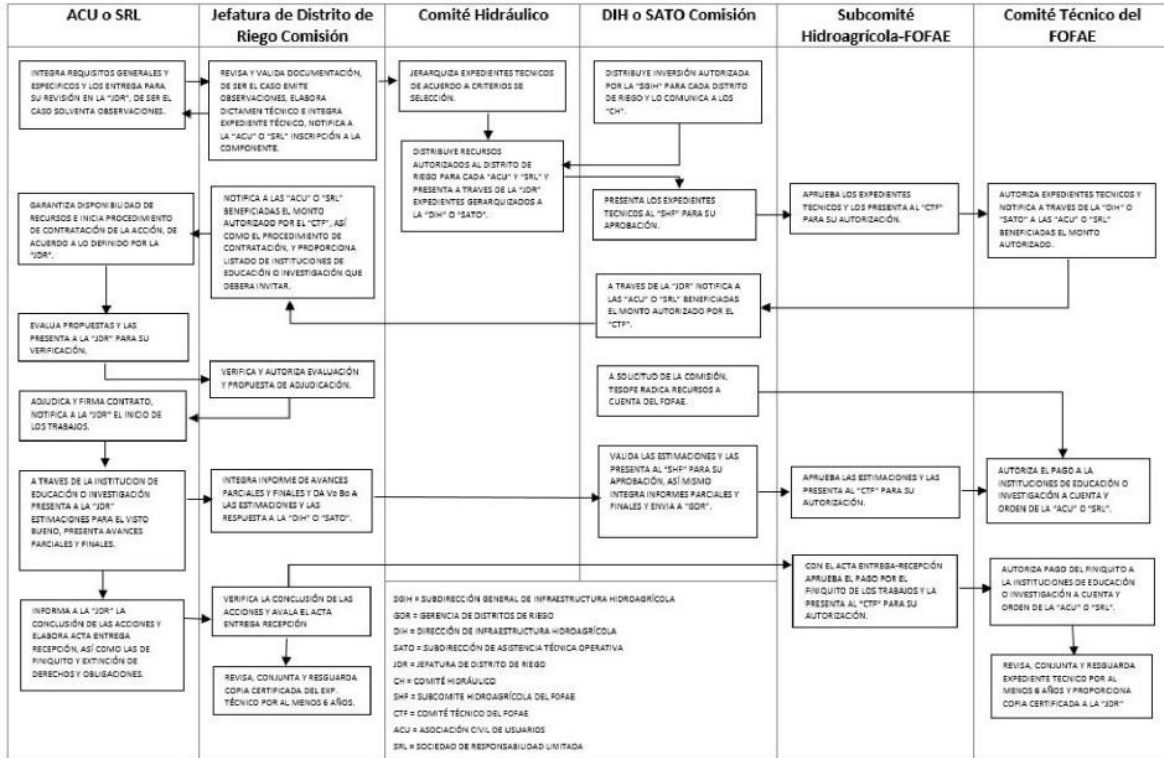 ACU o SRL
Jefatura de Distrito de
Riego Comisión
Comité Hidráulico
DIH o SATO Comisión
Subcomité
Hidroagrícola-FOFAE
Comité Técnico del
FOFAE
INTEGRA REQUISITOS GENERALES Y
ESPECIFICOS Y LOS ENTREGA PARA
SU REVISIÓN EN LA "JDR", DE SER EL
CASO SOLVENTA OBSERVACIONES.
REVISA Y VALIDA DOCUMENTACIÓN,
DE SER EL CASO EMITE
OBSERVACIONES, ELABORA
DICTAMEN TÉCNICO E INTEGRA
EXPEDIENTE TÉCNICO, NOTIFICA A
LA "ACU" O "SRL" INSCRIPCIÓN A LA
COMPONENTE.
JERARQUIZA EXPEDIENTES TECNICOS
DE ACUERDO A CRITERIOS SE
SELECCIÓN.
DISTRIBUYE INVERSIÓN AUTORIZADA
POR LA "SGIH" PARA CADA DISTRITO
DE RIEGO Y LO COMUNICA A LOS
"CH".
DISTRIBUYE RECURSOS
AUTORIZADOS AL DISTRITO DE
RIEGO PARA CADA "ACU" Y "SRL" Y
PRESENTA A TRAVES DE LA "JDR"
EXPEDIENTES GERARQUIZADOS A
LA "DIH" O "SATO".
PRESENTA LOS EXPEDIENTES
TECNICOS AL "SHF" PARA SU
APROBACIÓN.
APRUEBA LOS EXPEDIENTES
TECNICOS Y LOS PRESENTA AL "CTF"
PARA SU AUTORIZACIÓN.
AUTORIZA EXPEDIENTES TECNICOS Y
NOTIFICA A TRAVES DE LA "DIH" O
"SATO" A LAS "ACU" O "SRL"
BENEFICIADAS EL MONTO
AUTORIZADO.
GARANTIZA DISPONIBILIDAD DE
RECURSOS E INICIA PROCEDIMIENTO
DE CONTRATACIÓN DE LA ACCIÓN, DE
ACUERDO A LO DEFINIDO POR LA
"JDR".
NOTIFICA A LAS "ACU" O "SRL"
BENEFICIADAS EL MONTO
AUTORIZADO POR EL "CTF", ASÍ
COMO EL PROCEDIMIENTO DE
CONTRATACIÓN, Y PROPORCIONA
LISTADO DE INSTITUCIONES DE
EDUCACIÓN O INVESTIGACIÓN QUE
DEBERA INVITAR.
A TRAVES DE LA "JDR" NOTIFICA A
LAS "ACU" O "SRL" BENEFICIADAS
EL MONTO AUTORIZADO POR EL
"CTF".
EVALUA PROPUESTAS Y LAS
PRESENTA A LA "JDR" PARA SU
VERIFICACIÓN.
VERIFICA Y AUTORIZA EVALUACIÓN
Y PROPUESTA DE ADJUDICACIÓN.
A SOLICITUD DE LA COMISIÓN,
TESOFE RADICA RECURSOS A
CUENTA DEL FOFAE.
ADJUDICA Y FIRMA CONTRATO,
NOTIFICA A LA "JDR" EL INICIO DE
LOS TRABAJOS.
A TRAVES DE LA INSTITUCION DE
EDUCACIÓN O INVESTIGACIÓN
PRESENTA A LA "JDR"
ESTIMACIONES PARA EL VISTO
BUENO, PRESENTA AVANCES
PARCIALES Y FINALES.
INTEGRA INFORME DE AVANCES
PARCIALES Y FINALES Y DA Vo Bo A
LAS ESTIMACIONES Y LAS
RESPUESTA A LA "DIH" O "SATO".
VALIDA LAS ESTIMACIONES Y LAS
PRESENTA AL "SHF" PARA SU
APROBACIÓN, ASÍ MISMO
INTEGRA INFORMES PARCIALES Y
FINALES Y ENVIA A "GDR".
APRUEBA LAS ESTIMACIONES Y LAS
PRESENTA AL "CTF" PARA SU
AUTORIZACIÓN.
AUTORIZA EL PAGO A LA
INSTITUCIONES DE EDUCACIÓN O
INVESTIGACIÓN A CUENTA Y
ORDEN DE LA "ACU" O "SRL".
INFORMA A LA "JDR" LA
CONCLUSIÓN DE LAS ACCIONES Y
ELABORA ACTA ENTREGA
RECEPCIÓN, ASÍ COMO LAS DE
FINIQUITO Y EXTINCIÓN DE
DERECHOS Y OBLIGACIONES.
VERIFICA LA CONCLUSIÓN DE LAS
ACCIONES Y AVALA EL ACTA
ENTREGA RECEPCIÓN
CON EL ACTA ENTREGA-RECEPCIÓN
APRUEBA EL PAGO POR EL
FINIQUITO DE LOS TRABAJOS Y LA
PRESENTA AL "CTF" PARA SU
AUTORIZACIÓN.
AUTORIZA PAGO DEL FINIQUITO A
LA INSTITUCIONES DE EDUCACIÓN
O INVESTIGACIÓN A CUENTA Y
ORDEN DE LA "ACU" O "SRL".
REVISA, CONJUNTA Y RESGUARDA
COPIA CERTIFICADA DEL EXP.
TÉCNICO POR AL MENOS 6 AÑOS.
REVISA, CONJUNTA Y RESGUARDA
EXPEDIENTE TECNICO POR AL
MENOS 6 AÑOS Y PROPORCIONA
COPIA CERTIFICADA A LA "JDR"
SGIH = SUBDIRECCIÓN GENERAL DE INFRAESTRUCTURA HIDROAGRÍCOLA
GDR = GERENCIA DE DISTRITOS DE RIEGO
DIH = DIRECCIÓN DE INFRAESTRUCTURA HIDROAGRÍCOLA
SATO = SUBDIRECCIÓN DE ASISTENCIA TÉCNICA OPERATIVA
JDR = JEFATURA DE DISTRITO DE RIEGO
CH = COMITÉ HIDRÁULICO
SHF = SUBCOMITE HIDROAGRÍCOLA DEL FOFAE
CTF = COMITÉ TÉCNICO DEL FOFAE
ACU = ASOCIACIÓN CIVIL DE USUARIOS
SRL = SOCIEDAD DE RESPONSABILIDAD LIMITADA